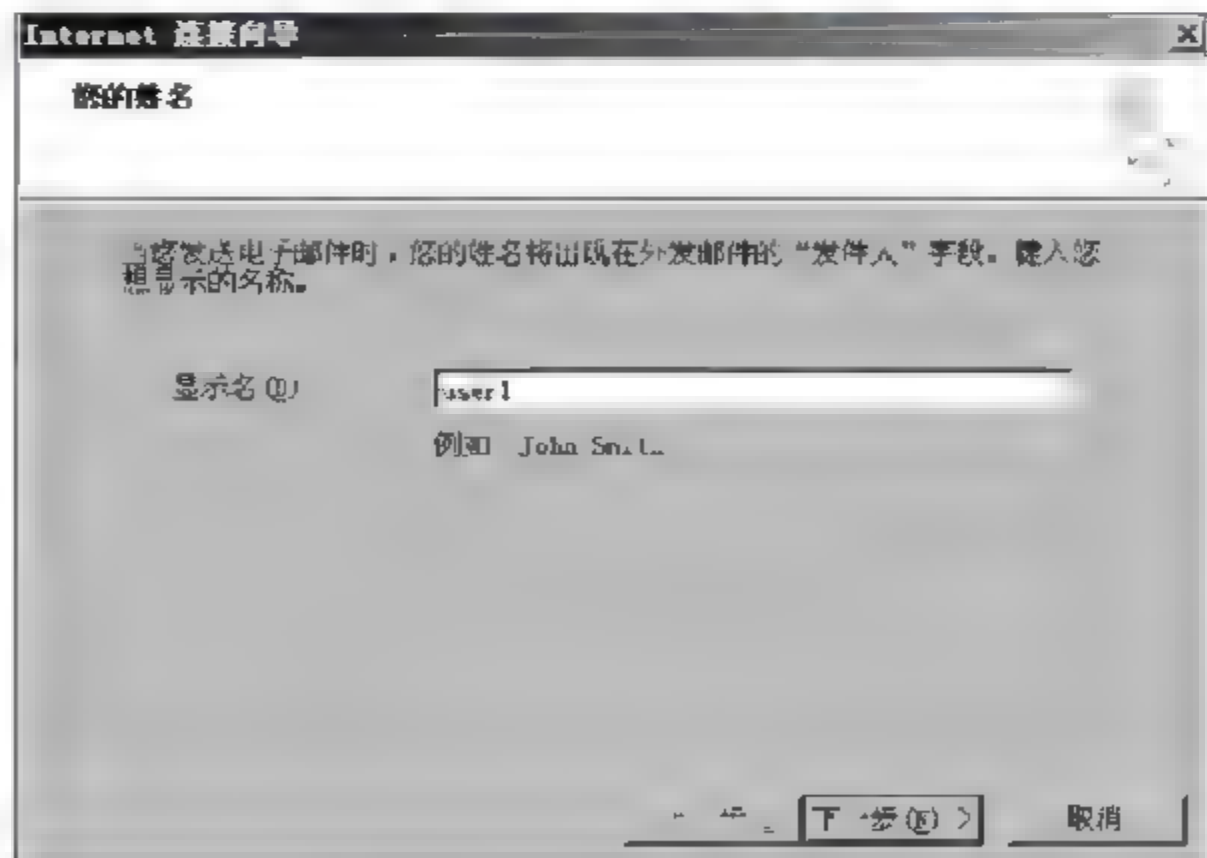 Internet 连接向导
您的姓名
当您发送电子邮件时，您的姓名将出现在外发邮件的“发件人”字段。键入您
想显示的名称。
显示名(D)
user1
例如 John
下一步(N) >
取消